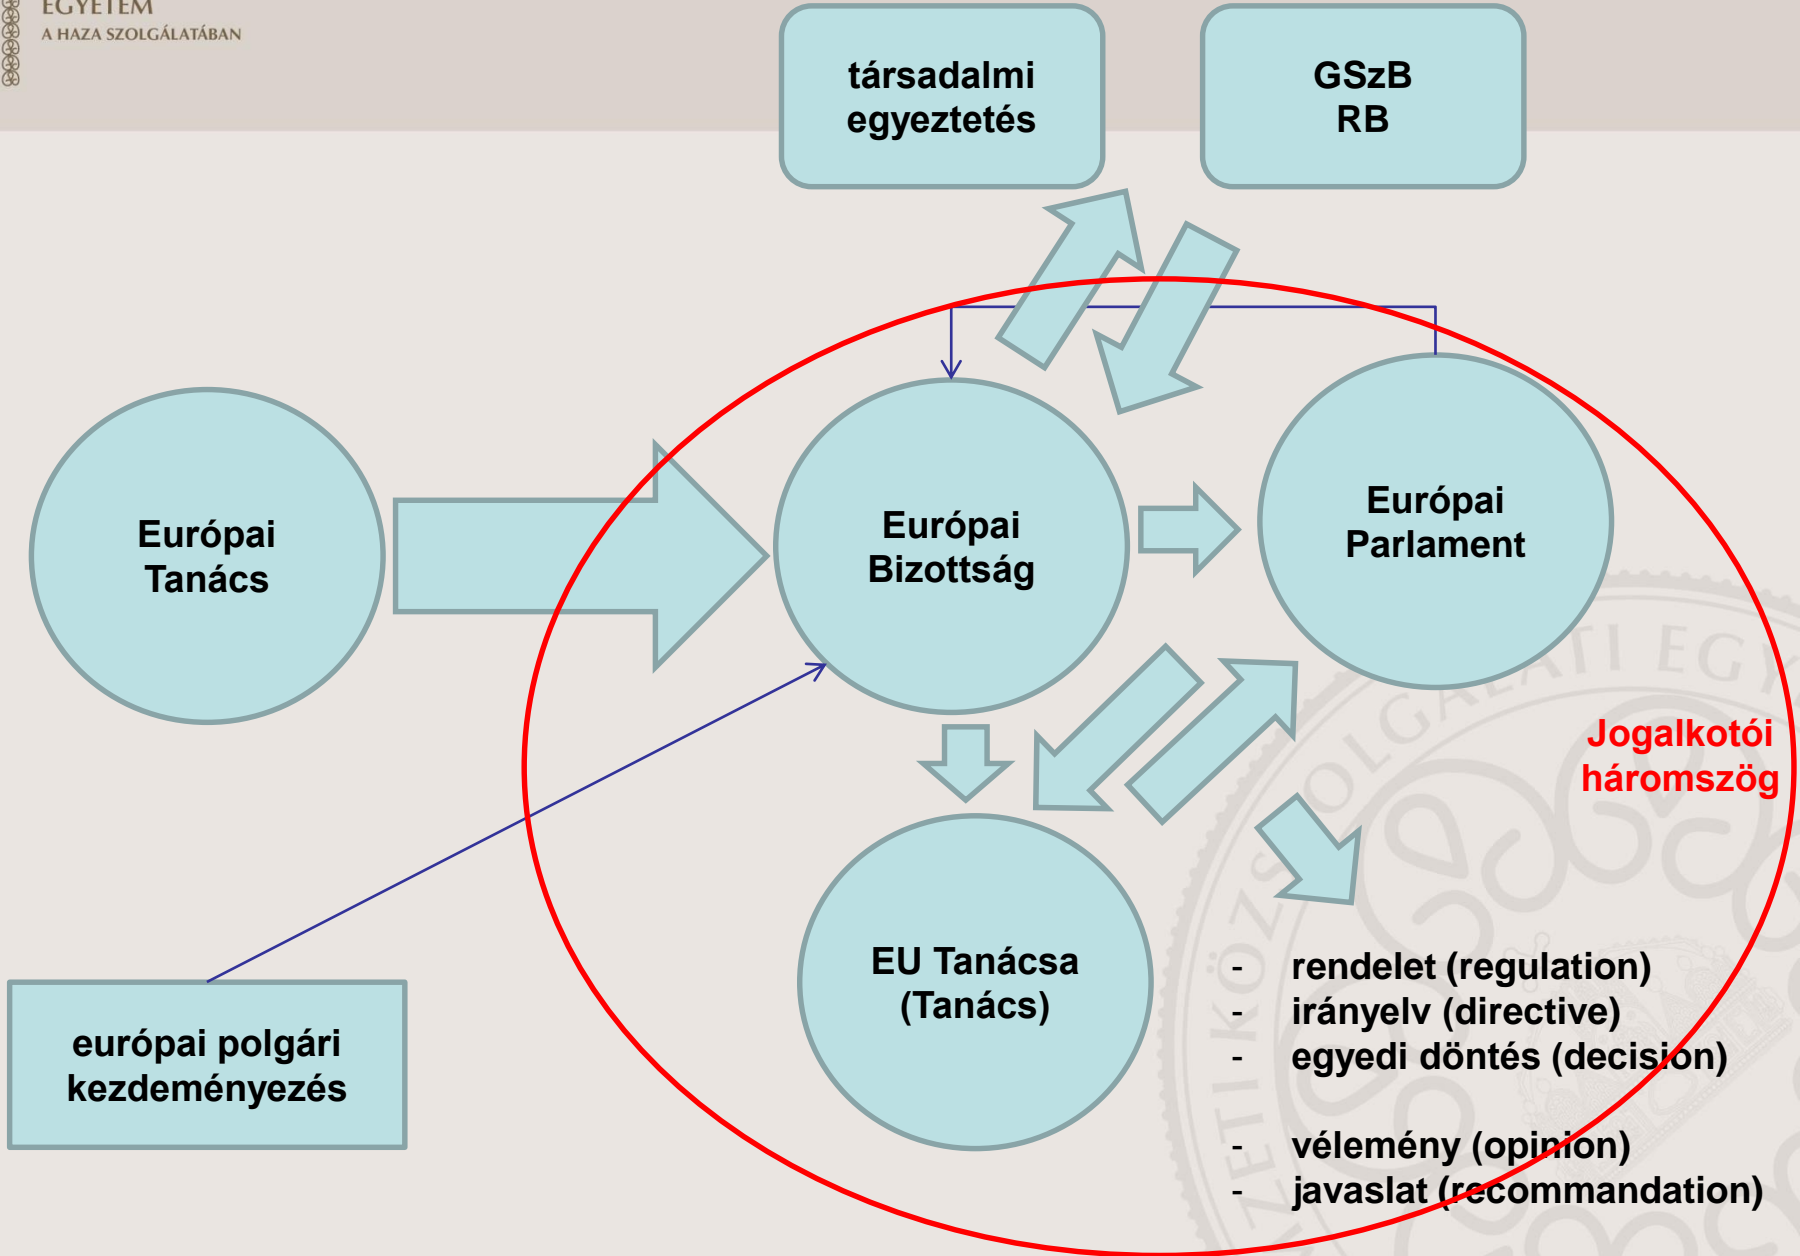 EGYETEM
A HAZA SZOLGÁLATÁBAN
társadalmi
egyeztetés
GSzB
RB
Európai
Tanács
Európai
Bizottság
Európai
Parlament
Jogalkotói
háromszög
EU Tanácsa
(Tanács)
európai polgári
kezdeményezés
- rendelet (regulation)
- irányelv (directive)
- egyedi döntés (decision)
- vélemény (opinion)
- javaslat (recommandation)